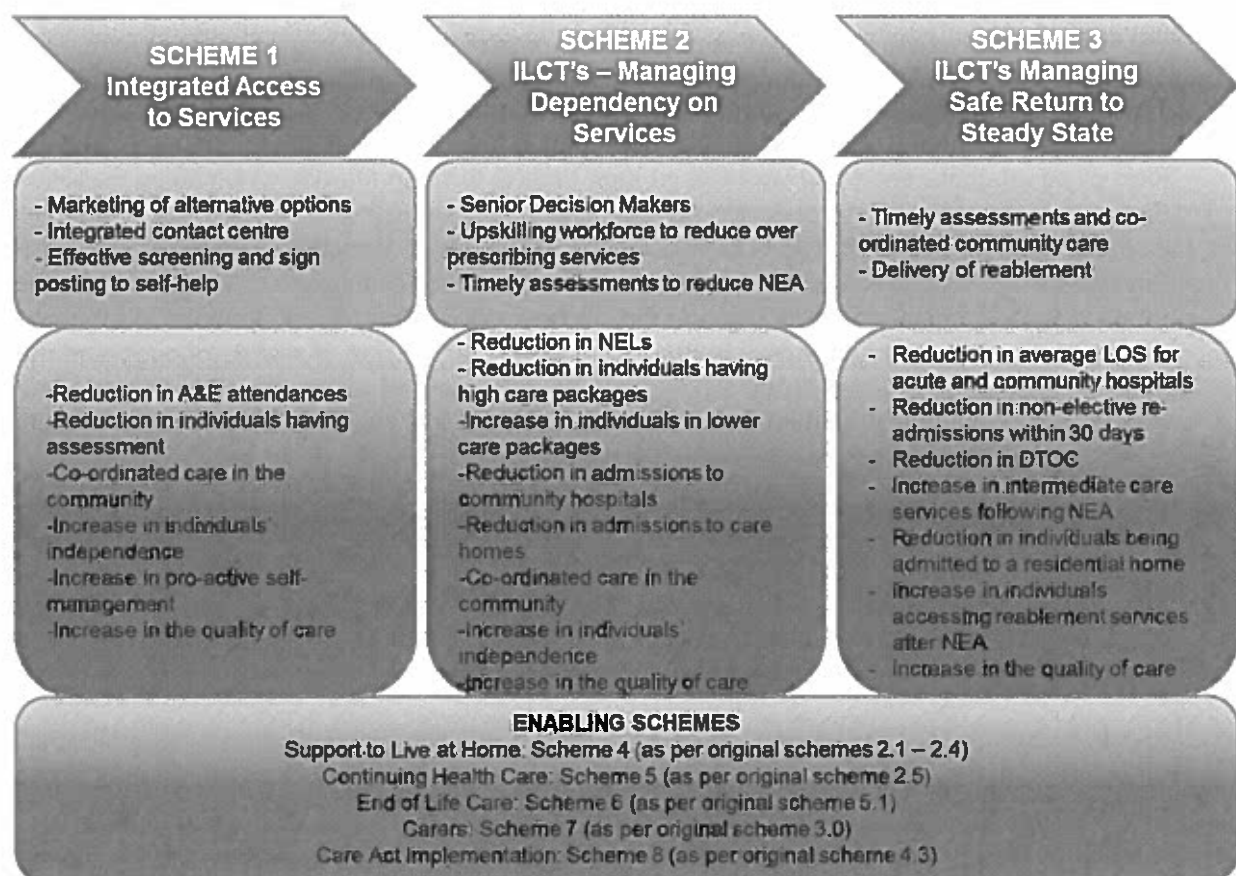 SCHEME 1
Integrated Access
to Services
- Marketing of alternative options
- Integrated contact centre
- Effective screening and sign
posting to self-help
-Reduction in A&E attendances
-Reduction in individuals having
assessment
-Co-ordinated care in the
community
-Increase in individuals'
independence
-Increase in pro-active self-
management
-Increase in the quality of care
SCHEME 2
ILCT's – Managing
Dependency on
Services
- Senior Decision Makers
- Upskilling workforce to reduce over
prescribing services
- Timely assessments to reduce NEA
- Reduction in NELs
- Reduction in individuals having
high care packages
-Increase in individuals in lower
care packages
-Reduction in admissions to
community hospitals
-Reduction in admissions to care
homes
-Co-ordinated care in the
community
-Increase in individuals'
independence
-Increase in the quality of care
SCHEME 3
ILCT's Managing
Safe Return to
Steady State
- Timely assessments and co-
ordinated community care
- Delivery of reablement
- Reduction in average LOS for
acute and community hospitals
- Reduction in non-elective re-
admissions within 30 days
- Reduction in DTOC
- Increase in intermediate care
services following NEA
- Reduction in individuals being
admitted to a residential home
- Increase in individuals
accessing reablement services
after NEA
- Increase in the quality of care
ENABLING SCHEMES
Support to Live at Home: Scheme 4 (as per original schemes 2.1 – 2.4)
Continuing Health Care: Scheme 5 (as per original scheme 2.5)
End of Life Care: Scheme 6 (as per original scheme 5.1)
Carers: Scheme 7 (as per original scheme 3.0)
Care Act Implementation: Scheme 8 (as per original scheme 4.3)